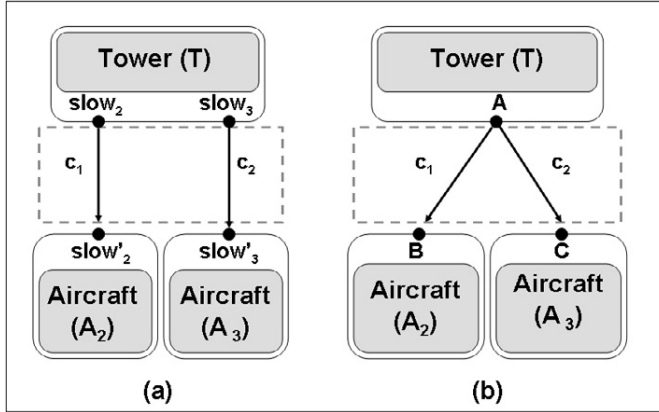 Tower (T)
slow2 slow3
c1 c2
slow'2 slow'3
Aircraft Aircraft
(A2) (A3)
(a)
Tower (T)
A
c1 c2
B C
Aircraft Aircraft
(A2) (A3)
(b)